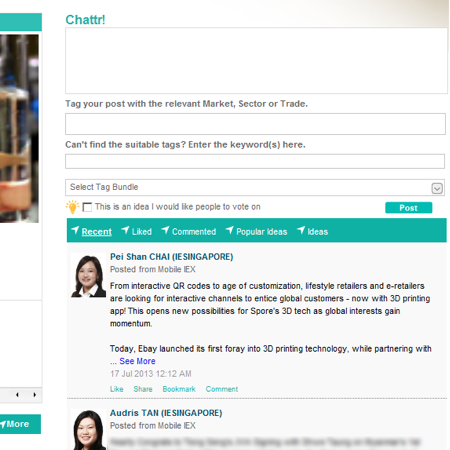 Chattr!
Tag your post with the relevant Market, Sector or Trade.
Can't find the suitable tags? Enter the keyword(s) here.
Select Tag Bundle
This is an idea I would like people to vote on
Post
Recent Liked Commented Popular Ideas Ideas
Pei Shan CHAI (IESINGAPORE)
Posted from Mobile IEX
From interactive QR codes to age of customization, lifestyle retailers and e-retailers
are looking for interactive channels to entice global customers - now with 3D printing
app! This opens new possibilities for Spore's 3D tech as global interests gain
momentum.
Today, Ebay launched its first foray into 3D printing technology, while partnering with
... See More
17 Jul 2013 12:12 AM
Like Share Bookmark Comment
More
Audris TAN (IESINGAPORE)
Posted from Mobile IEX